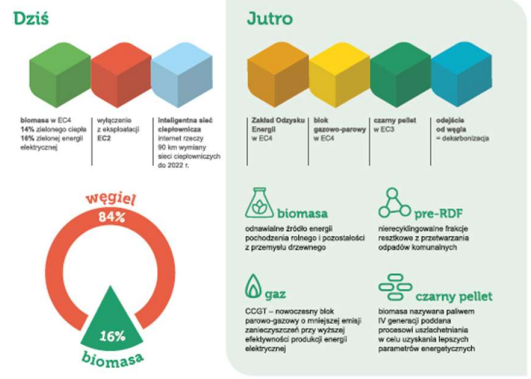 Dziś
biomasa w EC4
14% zielonego ciepła
16% zielonej energii
elektrycznej
wyłączenie
z eksploatacji
EC2
inteligentna sieć
ciepłownicza
internet rzeczy
90 km wymiany
sieci ciepłowniczych
do 2022 r.
węgiel
84%
16%
biomasa
Jutro
Zakład Odzysku
Energii
w EC4
blok
gazowo-parowy
w EC4
czarny pellet
w EC3
odejście
od węgla
= dekarbonizacja
biomasa
odnawialne źródło energii
pochodzenia rolnego i pozostałości
z przemysłu drzewnego
pre-RDF
nierecyklingowalne frakcje
resztkowe z przetwarzania
odpadów komunalnych
gaz
CCGT – nowoczesny blok
parowo-gazowy o mniejszej emisji
zanieczyszczeń przy wyższej
efektywności produkcji energii
elektrycznej
czarny pellet
biomasa nazywana paliwem
IV generacji poddana
procesowi uszlachetniania
w celu uzyskania lepszych
parametrów energetycznych